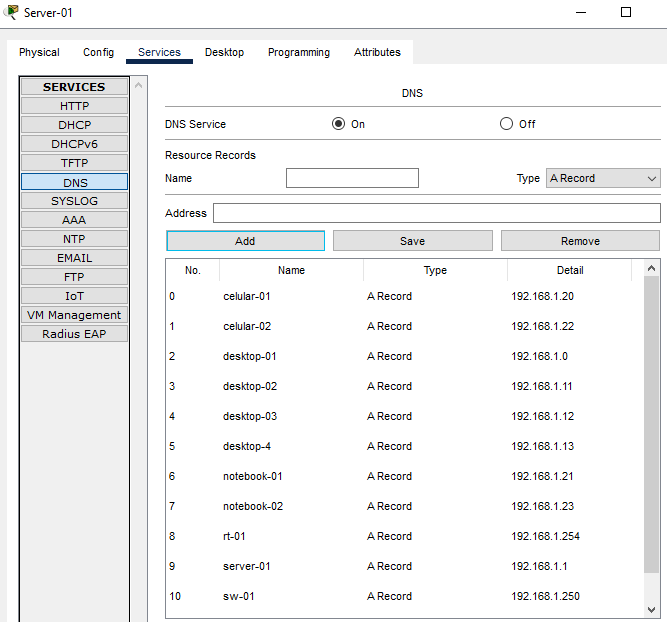 Server-01
Physical Config Services Desktop Programming Attributes
SERVICES
HTTP
DHCP
DHCPv6
TFTP
DNS
SYSLOG
AAA
NTP
EMAIL
FTP
IoT
VM Management
Radius EAP
DNS
DNS Service On Off
Resource Records
Name Type A Record
Address
Add Save Remove
No. Name Type Detail
0 celular-01 A Record 192.168.1.20
1 celular-02 A Record 192.168.1.22
2 desktop-01 A Record 192.168.1.0
3 desktop-02 A Record 192.168.1.11
4 desktop-03 A Record 192.168.1.12
5 desktop-4 A Record 192.168.1.13
6 notebook-01 A Record 192.168.1.21
7 notebook-02 A Record 192.168.1.23
8 rt-01 A Record 192.168.1.254
9 server-01 A Record 192.168.1.1
10 sw-01 A Record 192.168.1.250